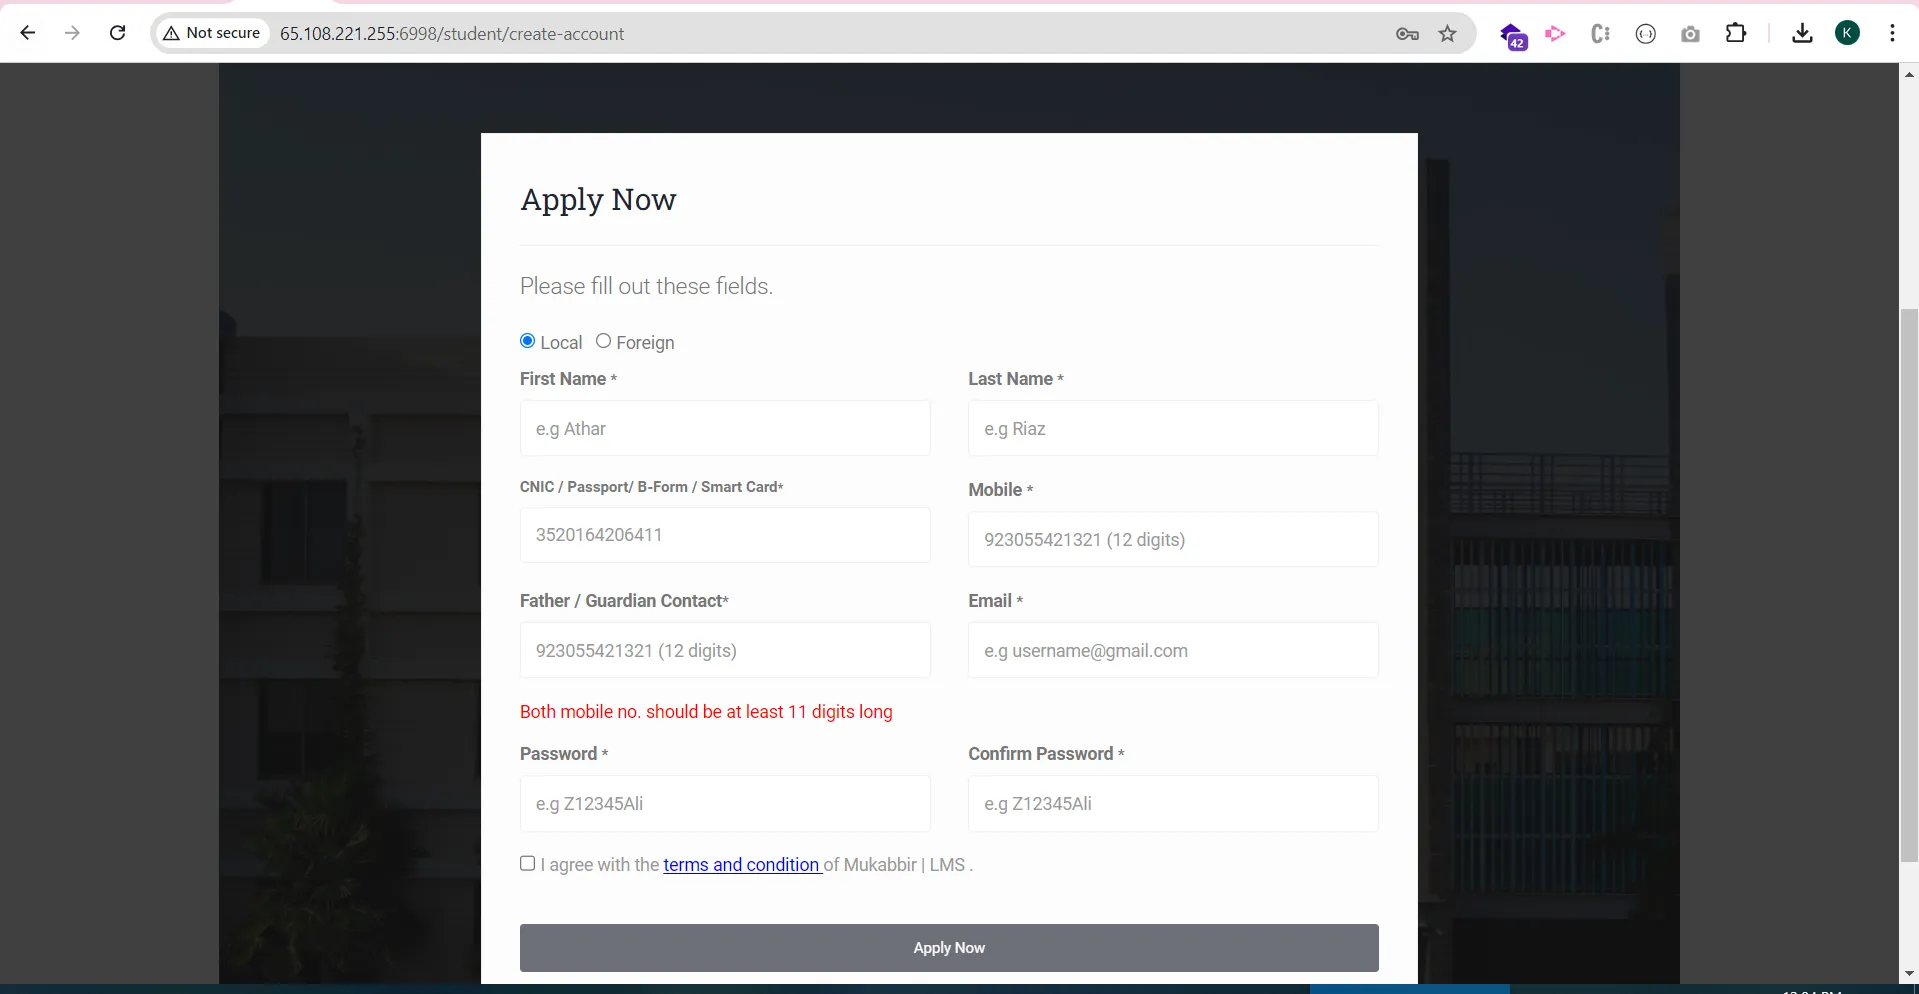 Not secure
65.108.221.255:6998/student/create-account
42
K
Apply Now
Please fill out these fields.
Local Foreign
First Name * Last Name *
e.g Athar e.g Riaz
CNIC / Passport/ B-Form / Smart Card* Mobile *
3520164206411 923055421321 (12 digits)
Father / Guardian Contact* Email *
923055421321 (12 digits) e.g username@gmail.com
Both mobile no. should be at least 11 digits long
Password * Confirm Password *
e.g Z12345Ali e.g Z12345Ali
I agree with the terms and condition of Mukabbir | LMS .
Apply Now